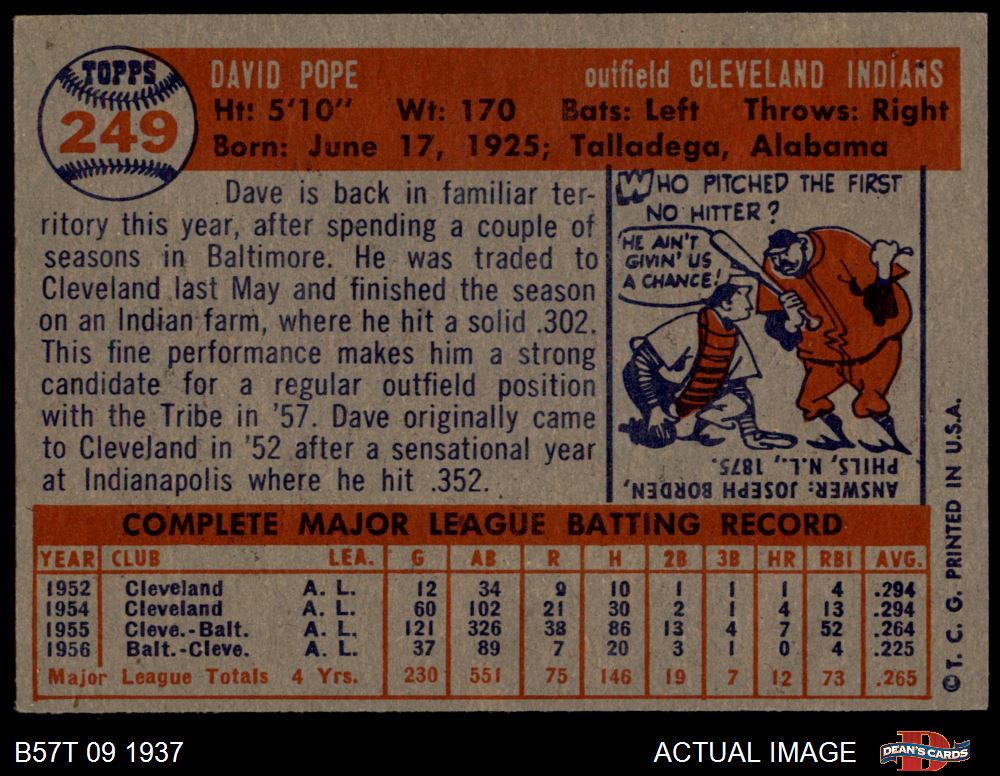 TOPPS
249
DAVID POPE outfield CLEVELAND INDIANS
Ht: 5'10" Wt: 170 Bats: Left Throws: Right
Born: June 17, 1925; Talladega, Alabama
Dave is back in familiar ter-
ritory this year, after spending a couple of
seasons in Baltimore. He was traded to
Cleveland last May and finished the season
on an Indian farm, where he hit a solid .302.
This fine performance makes him a strong
candidate for a regular outfield position
with the Tribe in '57. Dave originally came
to Cleveland in '52 after a sensational year
at Indianapolis where he hit .352.
WHO PITCHED THE FIRST
NO HITTER?
'HE AIN'T
GIVIN' US
A CHANCE!
ANSWER: JOSEPH BORDEN,
PHILS, N.L., 1875.
COMPLETE MAJOR LEAGUE BATTING RECORD
YEAR CLUB LEA. G AB R H 2B 3B HR RBI AVG.
1952 Cleveland A. L. 12 34 9 10 1 1 1 4 .294
1954 Cleveland A. L. 60 102 21 30 2 1 4 13 .294
1955 Cleve.-Balt. A. L. 121 326 38 86 13 4 7 52 .264
1956 Balt.-Cleve. A. L. 37 89 7 20 3 1 0 4 .225
Major League Totals 4 Yrs. 230 551 75 146 19 7 12 73 .265
© T. C. G. PRINTED IN U.S.A.
B57T 09 1937 ACTUAL IMAGE
DEAN'S CARDS